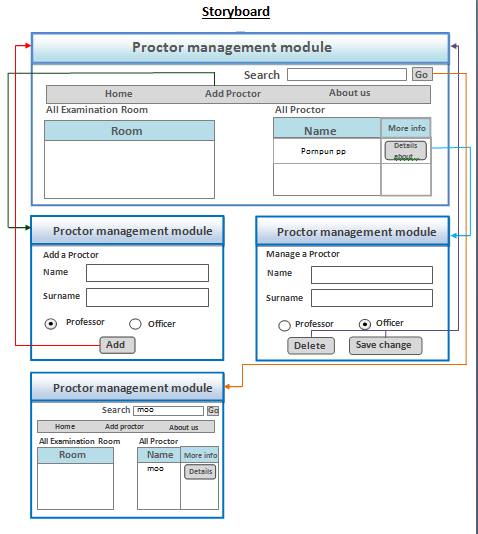 Storyboard
Proctor management module
Search Go
Home Add Proctor About us
All Examination Room All Proctor
Room Name More info
Pornpun pp Details about...
Proctor management module
Add a Proctor
Name
Surname
Professor Officer
Add
Proctor management module
Manage a Proctor
Name
Surname
Professor Officer
Delete Save change
Proctor management module
Search moo Go
Home Add proctor About us
All Examination Room All Proctor
Room Name More info
moo Details